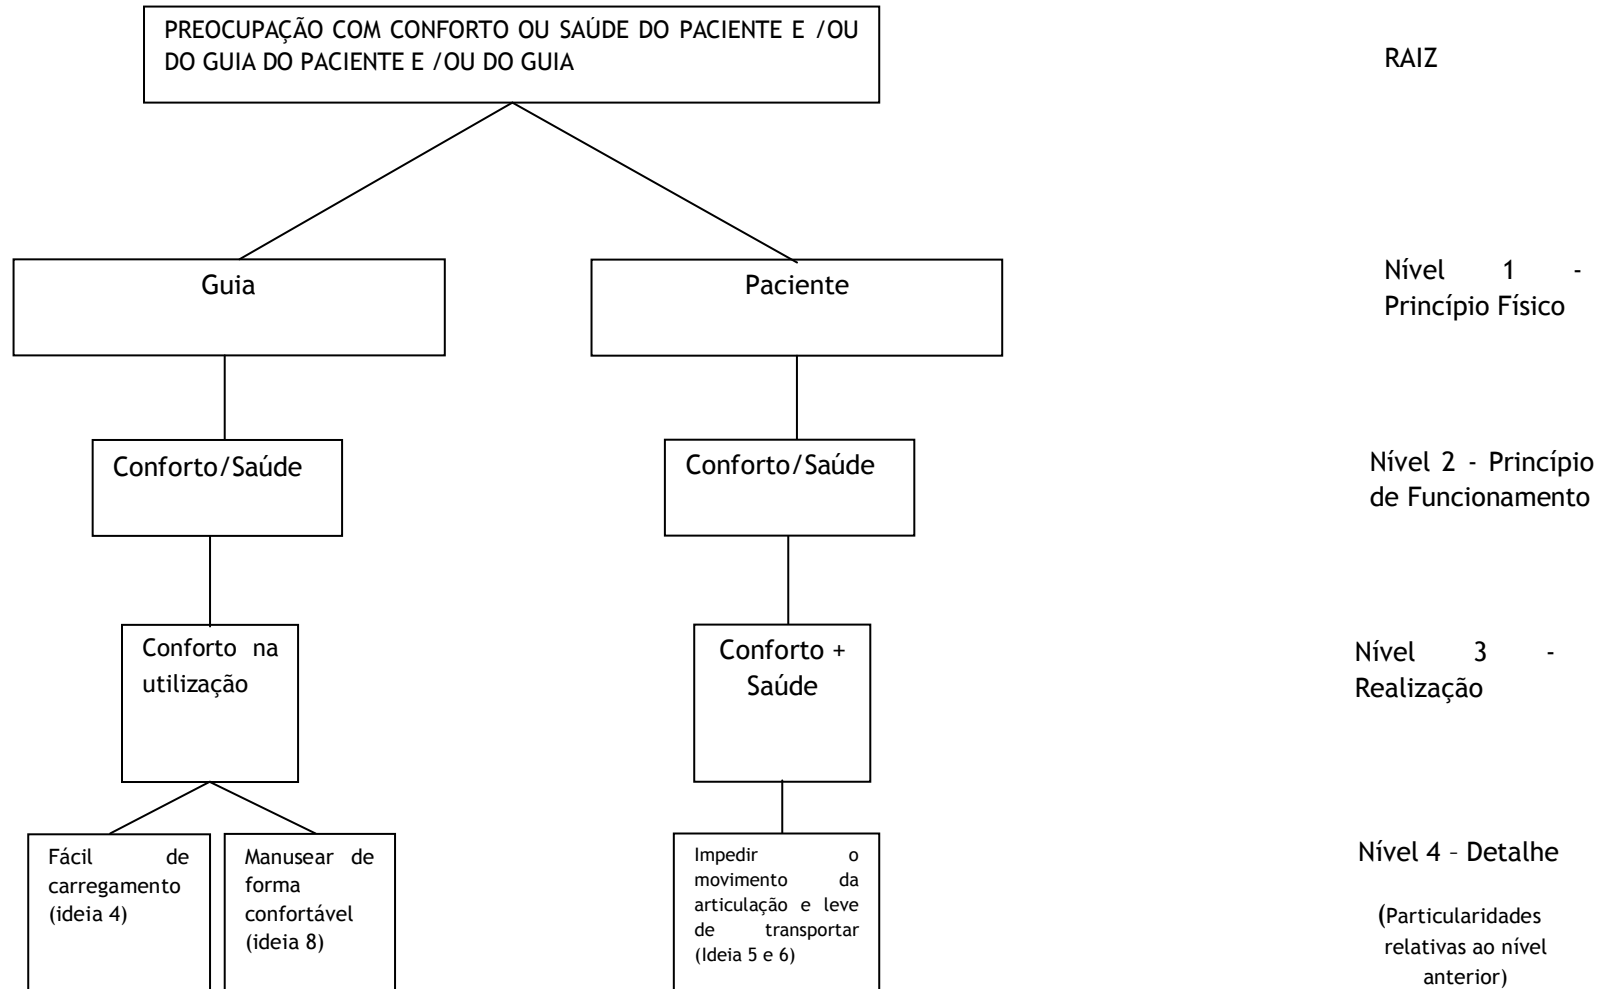 PREOCUPAÇÃO COM CONFORTO OU SAÚDE DO PACIENTE E /OU
DO GUIA DO PACIENTE E /OU DO GUIA
RAIZ
Guia
Paciente
Nível 1 -
Princípio Físico
Conforto/Saúde
Conforto/Saúde
Nível 2 - Princípio
de Funcionamento
Conforto na
utilização
Conforto +
Saúde
Nível 3 -
Realização
Fácil de
carregamento
(ideia 4)
Manusear de
forma
confortável
(ideia 8)
Impedir o
movimento da
articulação e leve
de transportar
(Ideia 5 e 6)
Nível 4 – Detalhe
(Particularidades
relativas ao nível
anterior)